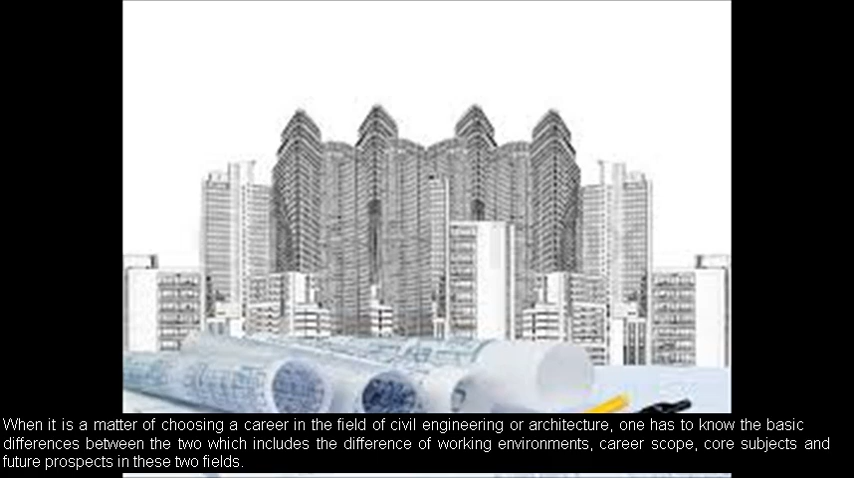 When it is a matter of choosing a career in the field of civil engineering or architecture, one has to know the basic
differences between the two which includes the difference of working environments, career scope, core subjects and
future prospects in these two fields.